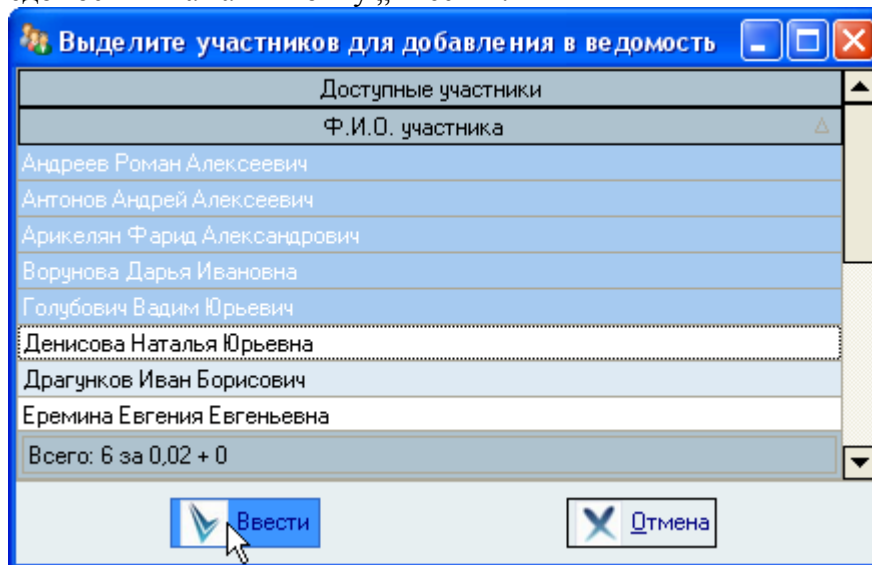 Выделите участников для добавления в ведомость
Доступные участники
Ф.И.О. участника
Андреев Роман Алексеевич
Антонов Андрей Алексеевич
Арикелян Фарид Александрович
Ворунова Дарья Ивановна
Голубович Вадим Юрьевич
Денисова Наталья Юрьевна
Драгунков Иван Борисович
Еремина Евгения Евгеньевна
Всего: 6 за 0,02 + 0
Ввести
Отмена